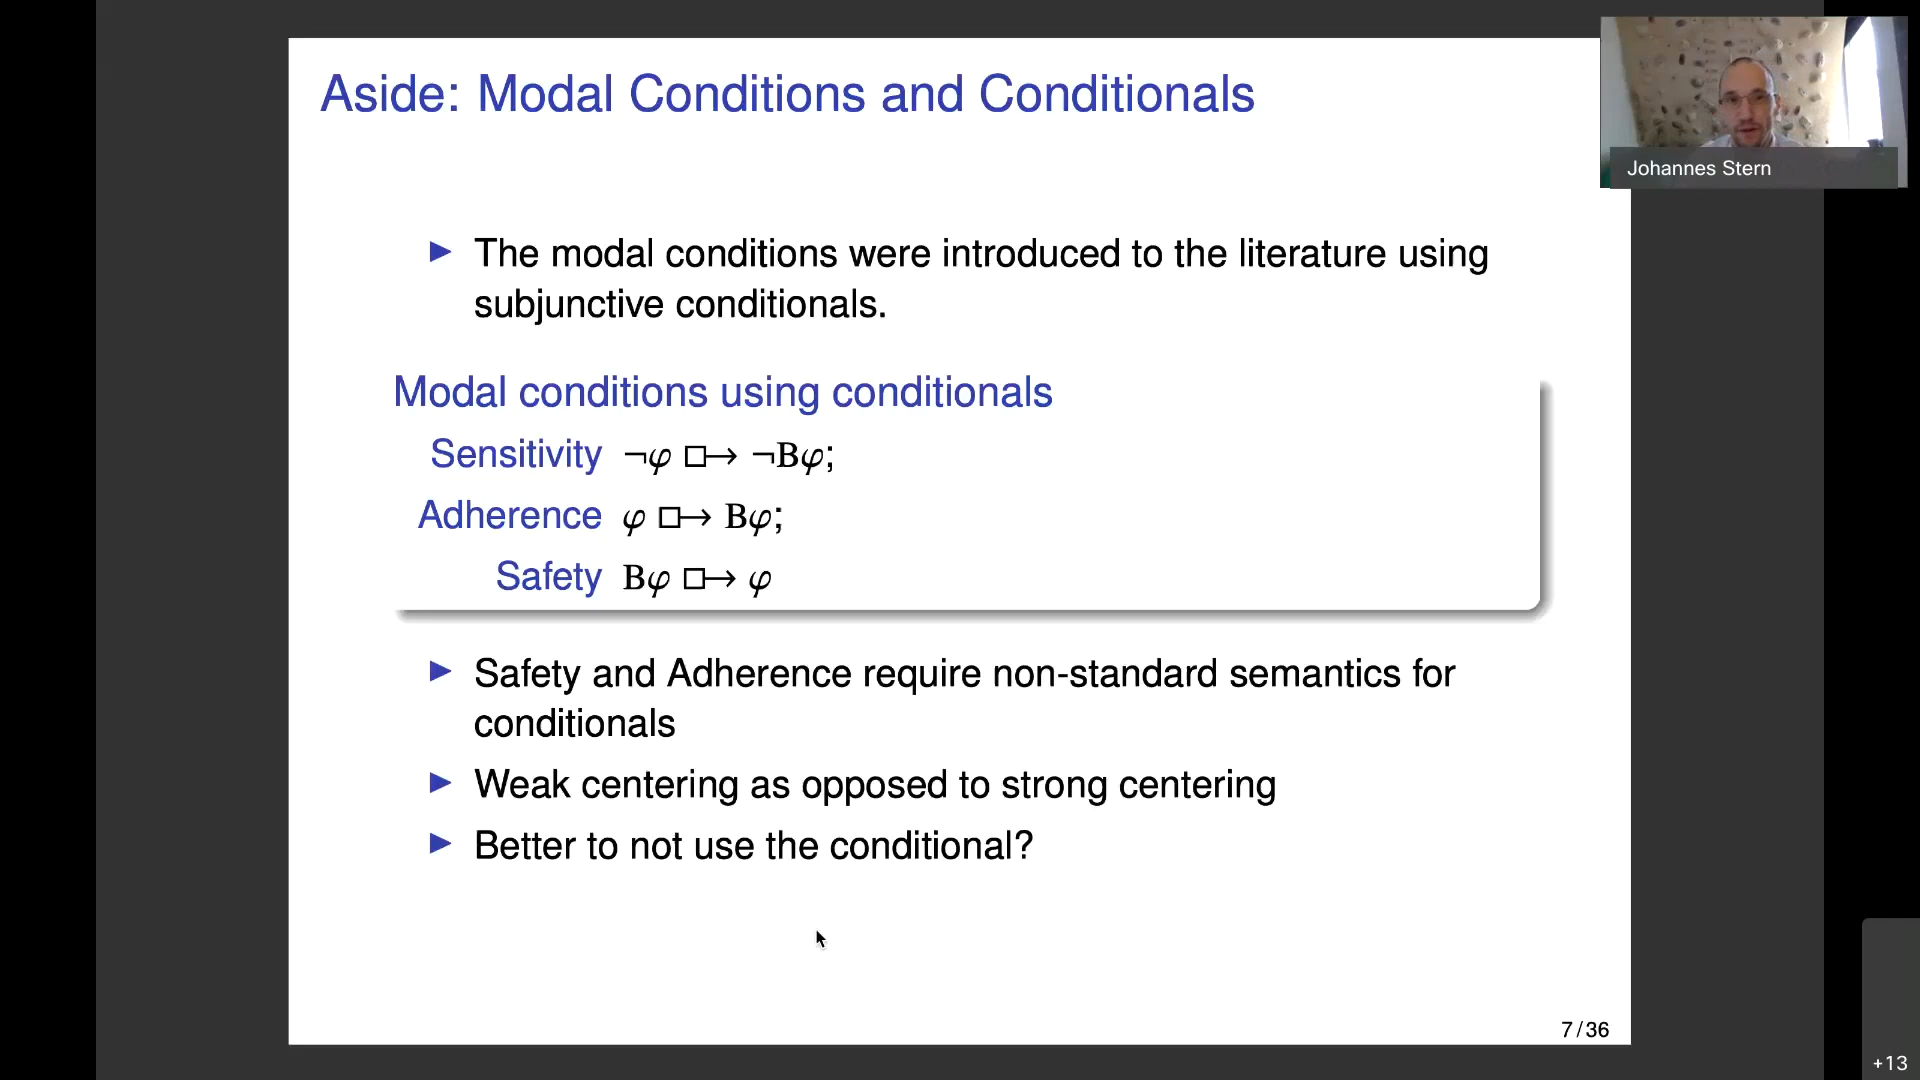 Aside: Modal Conditions and Conditionals
Johannes Stern
▶ The modal conditions were introduced to the literature using
subjunctive conditionals.
Modal conditions using conditionals
Sensitivity ¬φ □→ ¬Bφ;
Adherence φ □→ Bφ;
Safety Bφ □→ φ
▶ Safety and Adherence require non-standard semantics for
conditionals
▶ Weak centering as opposed to strong centering
▶ Better to not use the conditional?
7/36
+13